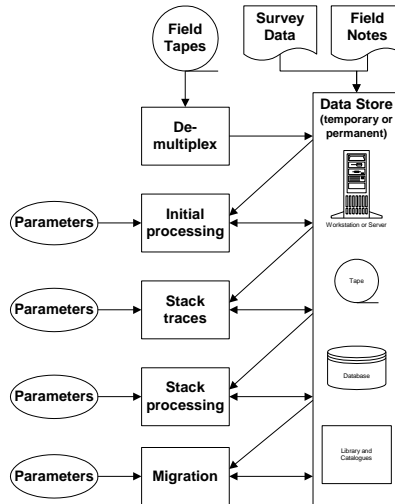 Field
Tapes
Survey
Data
Field
Notes
De-
multiplex
Data Store
(temporary or
permanent)
Workstation or Server
Parameters
Initial
processing
Parameters
Stack
traces
Tape
Parameters
Stack
processing
Database
Parameters
Migration
Library and
Catalogues